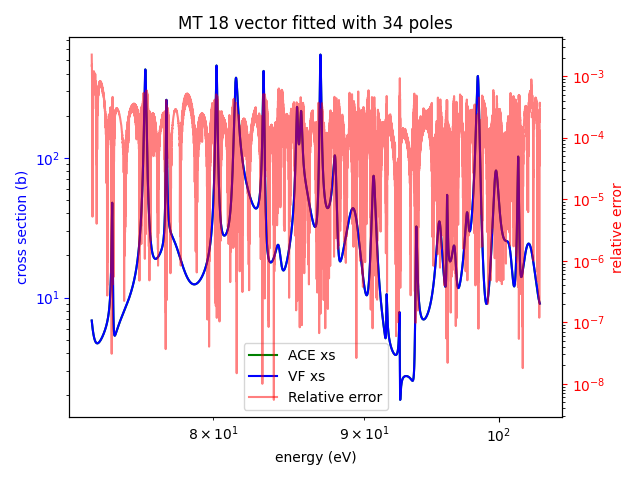 MT 18 vector fitted with 34 poles
cross section (b)
10²
10¹
10⁻³
10⁻⁴
10⁻⁵
10⁻⁶
10⁻⁷
10⁻⁸
relative error
ACE xs
VF xs
Relative error
8 × 10¹ 9 × 10¹ 10²
energy (eV)